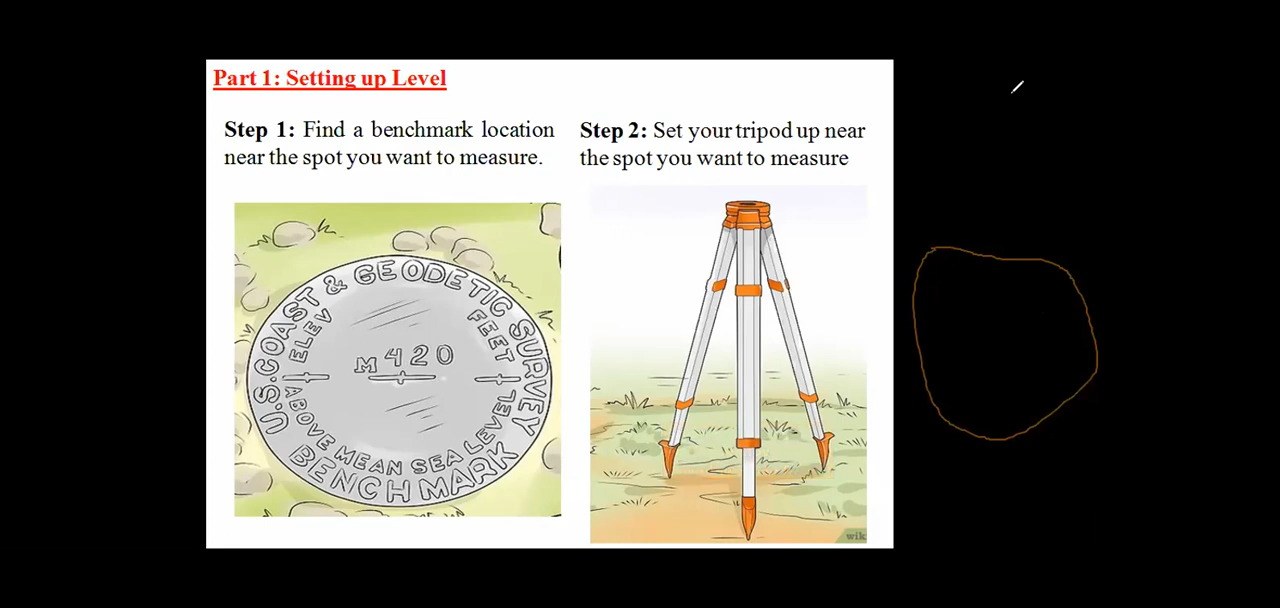 Part 1: Setting up Level
Step 1: Find a benchmark location
near the spot you want to measure.
Step 2: Set your tripod up near
the spot you want to measure
U.S. COAST & GEODETIC SURVEY
ELEV
FEET
M 420
ABOVE MEAN SEA LEVEL
BENCH MARK
wik